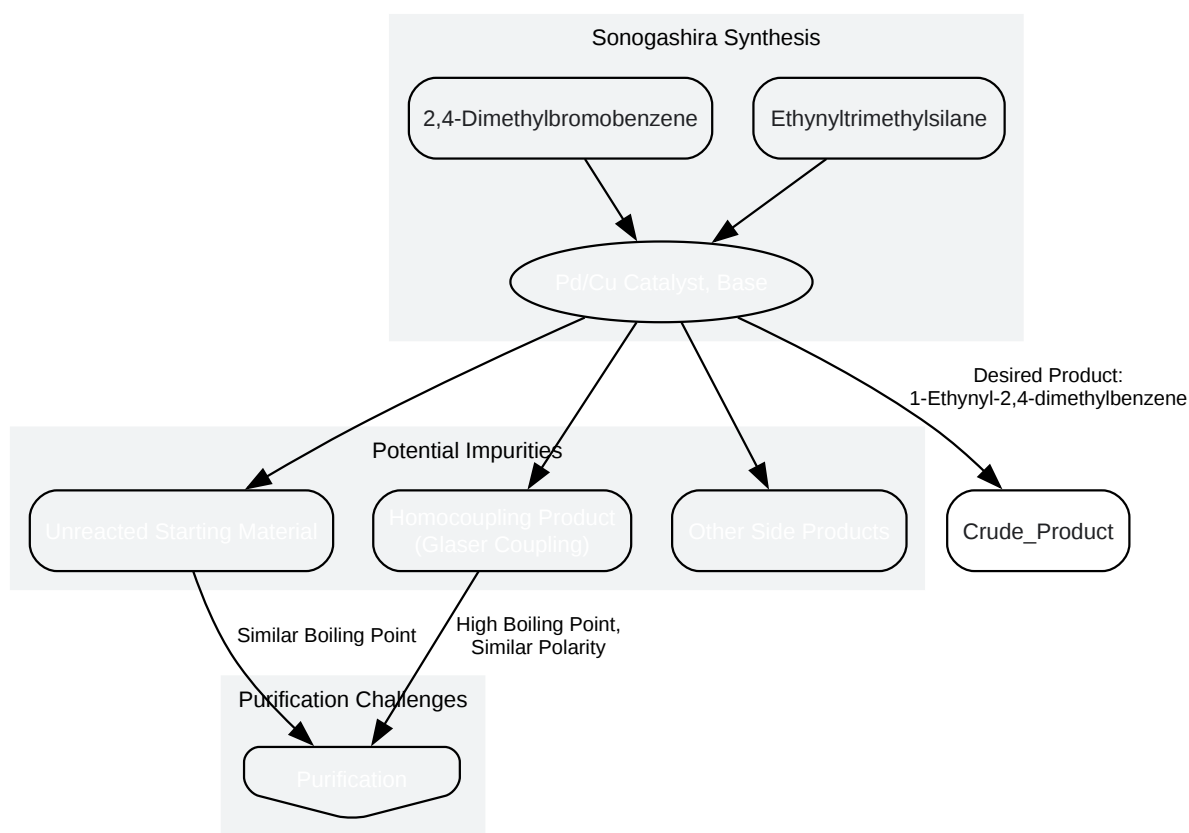 Sonogashira Synthesis
2,4-Dimethylbromobenzene
Ethynyltrimethylsilane
Pd/Cu Catalyst, Base
Desired Product:
1-Ethynyl-2,4-dimethylbenzene
Potential Impurities
Unreacted Starting Material
Homocoupling Product
(Glaser Coupling)
Other Side Products
Crude_Product
Similar Boiling Point
High Boiling Point,
Similar Polarity
Purification Challenges
Purification